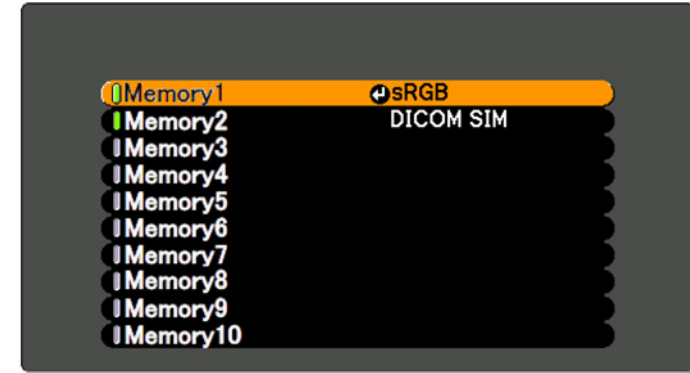 Memory1 sRGB
Memory2 DICOM SIM
Memory3
Memory4
Memory5
Memory6
Memory7
Memory8
Memory9
Memory10